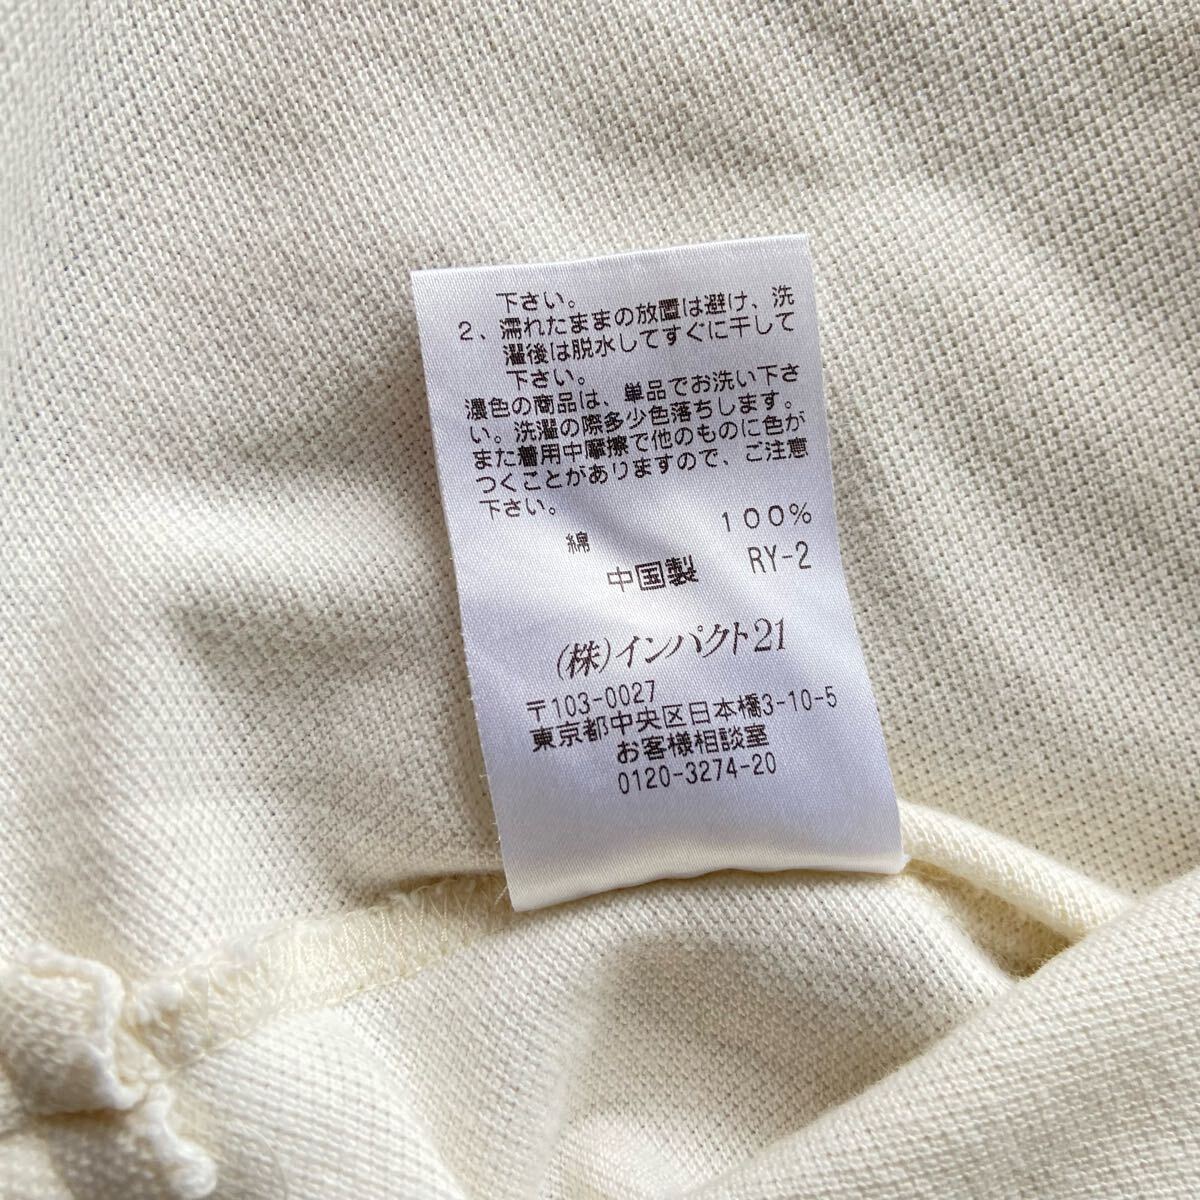 下さい。
2、濡れたままの放置は避け、洗
濯後は脱水してすぐに干して
下さい。
濃色の商品は、単品でお洗い下さ
い。洗濯の際多少色落ちします。
また着用中摩擦で他のものに色が
つくことがありますので、ご注意
下さい。
綿 100%
中国製 RY-2
(株)インパクト21
〒103-0027
東京都中央区日本橋3-10-5
お客様相談室
0120-3274-20